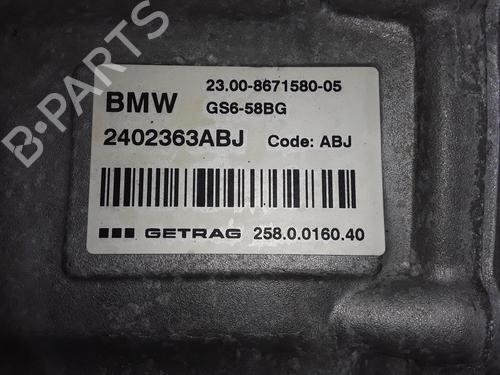 23.00-8671580-05
BMW GS6-58BG
2402363ABJ Code: ABJ
GETRAG 258.0.0160.40
B-PARTS